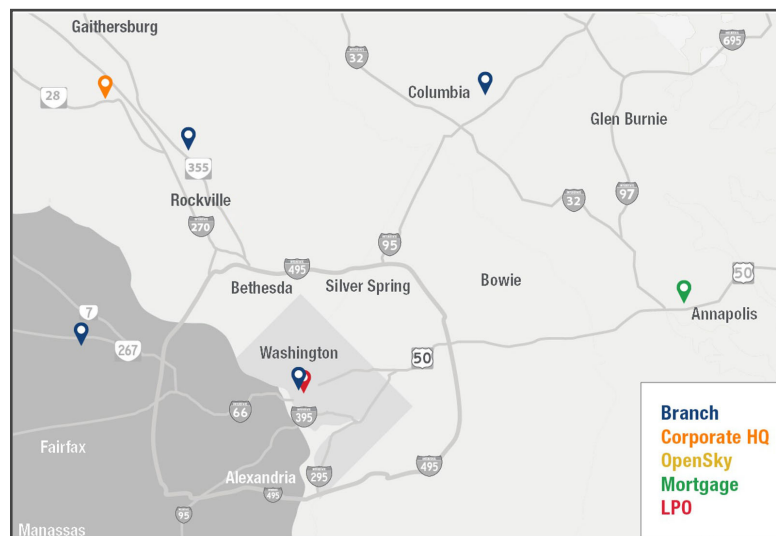 Gaithersburg
695
32
28
Columbia
Glen Burnie
355
Rockville
97
32
270
95
495
50
Bethesda
Silver Spring
Bowie
7
Annapolis
267
Washington
50
66
395
Branch
Corporate HQ
OpenSky
Mortgage
LPO
Fairfax
495
Alexandria
295
495
95
Manassas